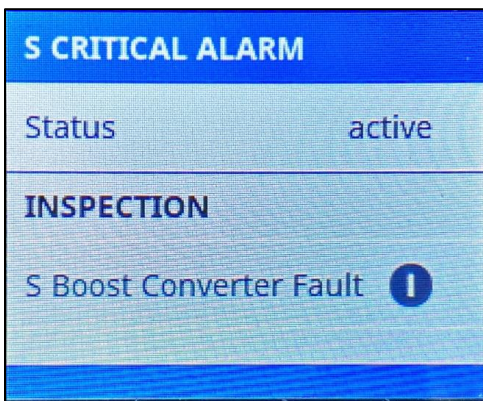 S CRITICAL ALARM
Status active
INSPECTION
S Boost Converter Fault